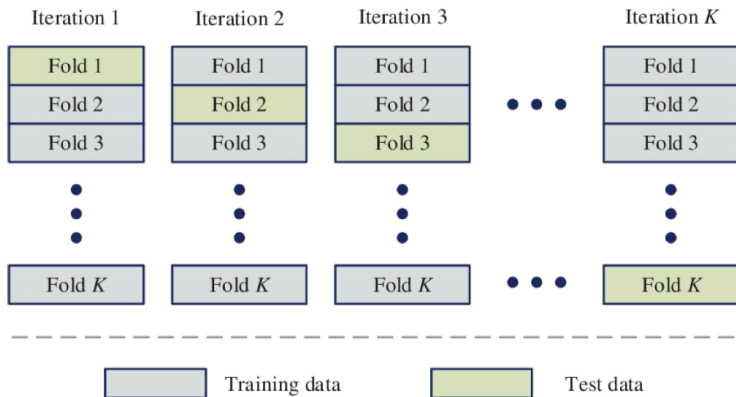 Iteration 1 Iteration 2 Iteration 3 Iteration K
Fold 1 Fold 1 Fold 1 Fold 1
Fold 2 Fold 2 Fold 2 Fold 2
Fold 3 Fold 3 Fold 3 Fold 3
Fold K Fold K Fold K Fold K
Training data Test data